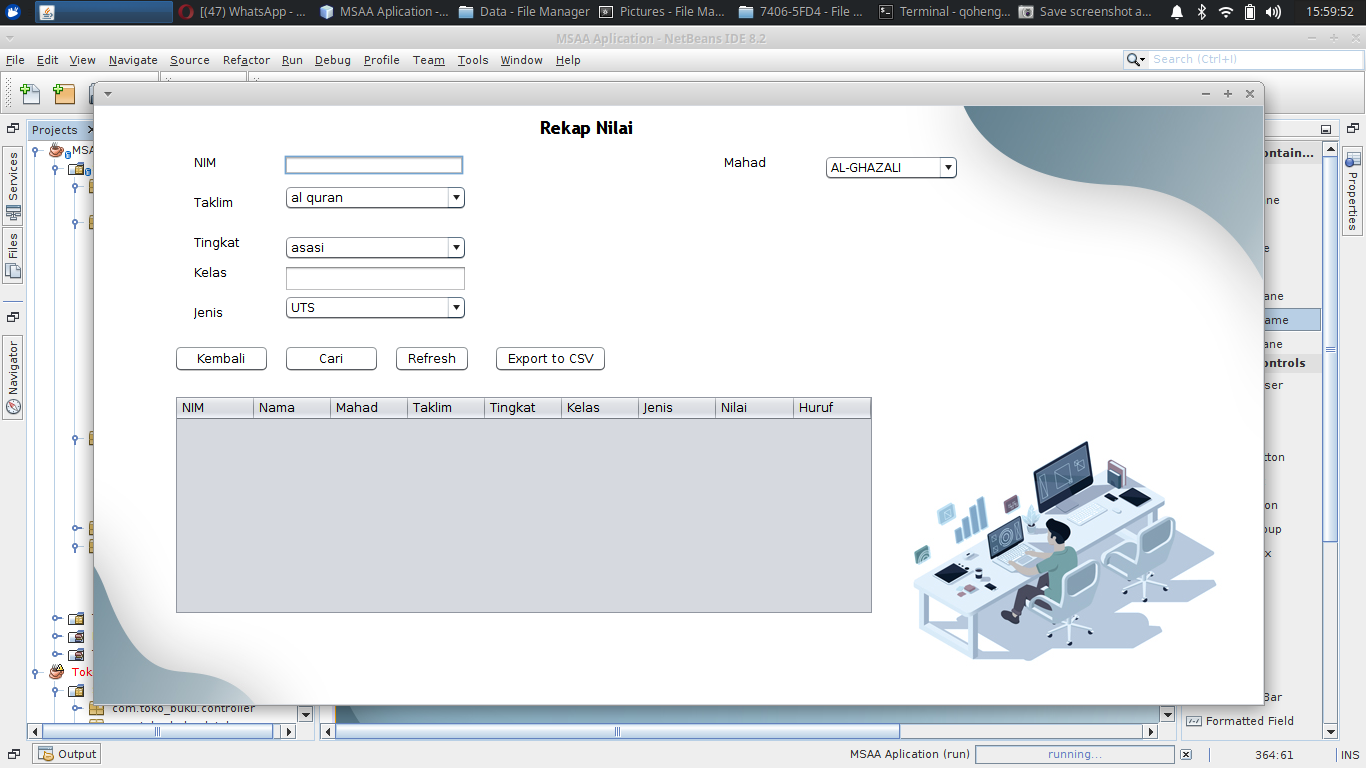 [(47) WhatsApp - ...
MSAA Aplication -...
Data - File Manager
Pictures - File Ma...
7406-5FD4 - File ...
Terminal - goheng...
Save screenshot a...
15:59:52
MSAA Aplication - NetBeans IDE 8.2
File Edit View Navigate Source Refactor Run Debug Profile Team Tools Window Help
Search (Ctrl+I)
Projects
Services
Files
Navigator
Properties
MSA
Rekap Nilai
NIM
Mahad AL-GHAZALI
Taklim al quran
Tingkat asasi
Kelas
Jenis UTS
Kembali Cari Refresh Export to CSV
NIM Nama Mahad Taklim Tingkat Kelas Jenis Nilai Huruf
ontain...
ne
e
ane
ame
ane
ontrols
ser
ton
on
oup
x
Bar
Formatted Field
Tok
com.toko_buku.controller
Output
MSAA Aplication (run)
running...
364:61
INS